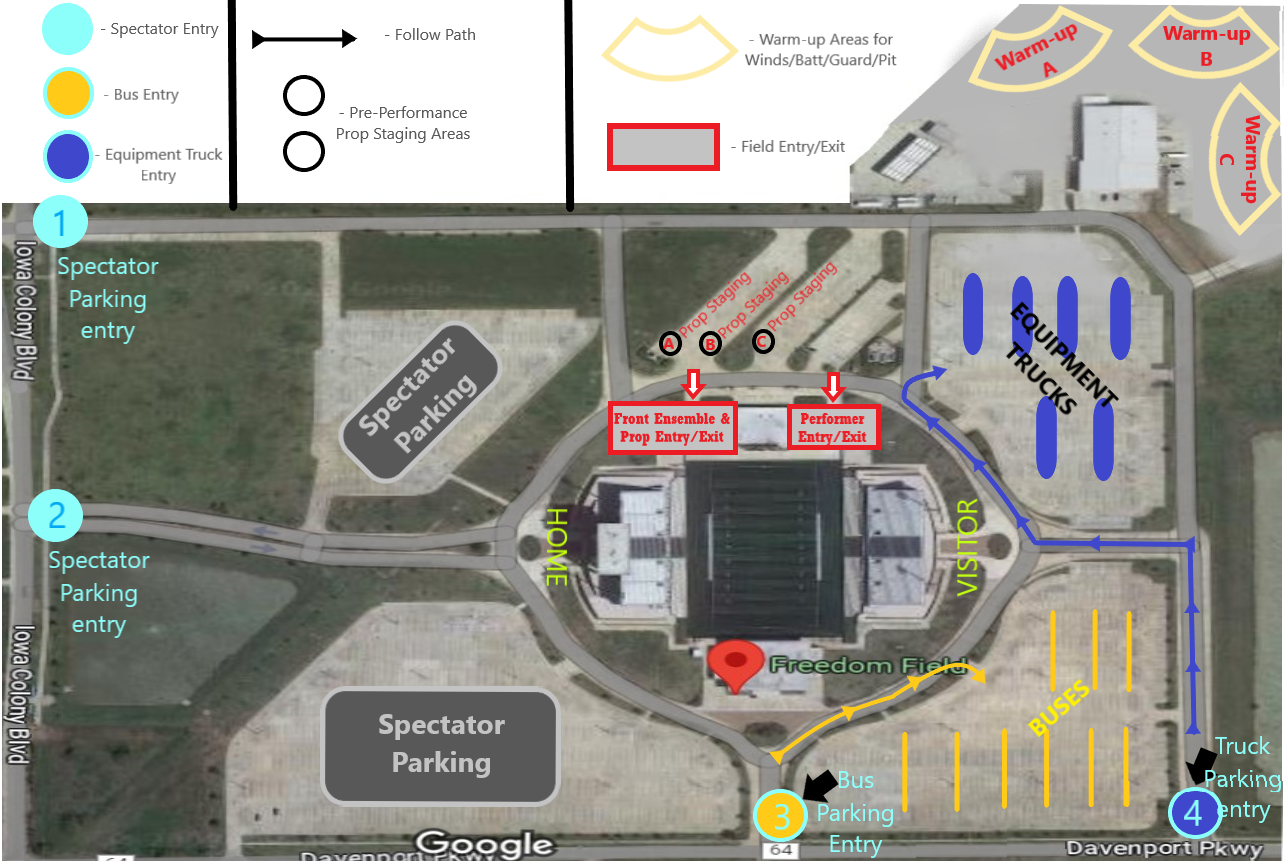 - Spectator Entry
- Bus Entry
- Equipment Truck
Entry
- Follow Path
- Pre-Performance
Prop Staging Areas
- Warm-up Areas for
Winds/Batt/Guard/Pit
- Field Entry/Exit
Warm-up
A
Warm-up
B
Warm-up
C
1
Spectator
Parking
entry
Iowa Colony Blvd
Prop Staging
Prop Staging
Prop Staging
A
B
C
EQUIPMENT
TRUCKS
Spectator
Parking
Front Ensemble &
Prop Entry/Exit
Performer
Entry/Exit
2
Spectator
Parking
entry
HOME
VISITOR
Iowa Colony Blvd
Freedom Field
BUSES
Spectator
Parking
Truck
Parking
entry
Bus
Parking
Entry
3
4
Google
64
64
Davenport Pkwy
Davenport Pkwy